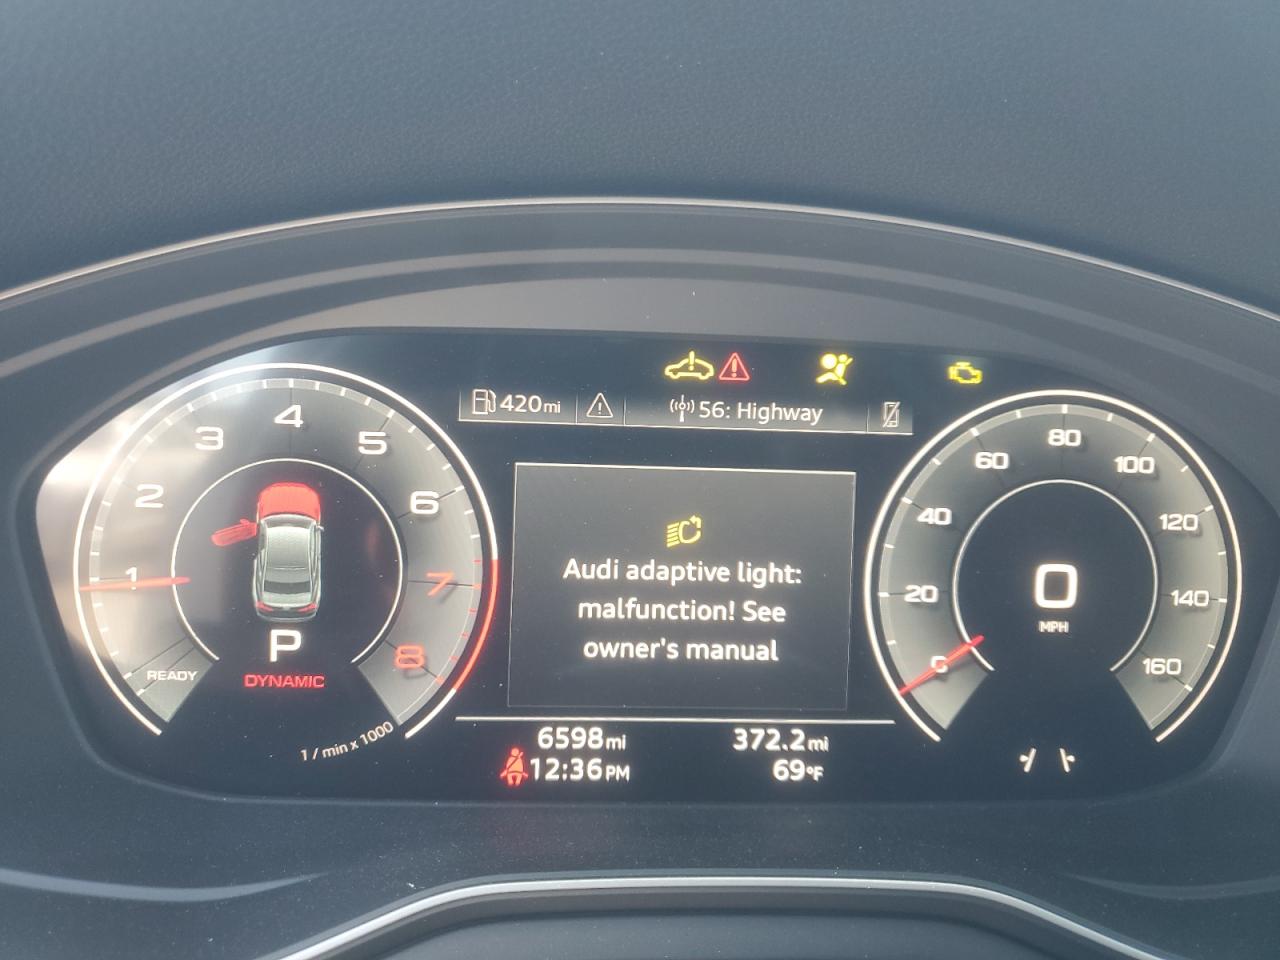 420mi
56: Highway
1
2
3
4
5
6
7
8
P
DYNAMIC
READY
1 / min x 1000
Audi adaptive light:
malfunction! See
owner's manual
6598mi
372.2mi
12:36PM
69°F
0
20
40
60
80
100
120
140
160
0
MPH